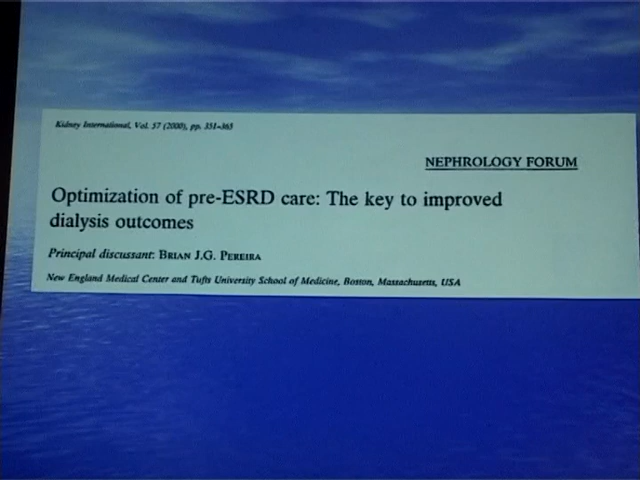 Kidney International, Vol. 57 (2000), pp. 351–365
NEPHROLOGY FORUM
Optimization of pre-ESRD care: The key to improved
dialysis outcomes
Principal discussant: BRIAN J.G. PEREIRA
New England Medical Center and Tufts University School of Medicine, Boston, Massachusetts, USA